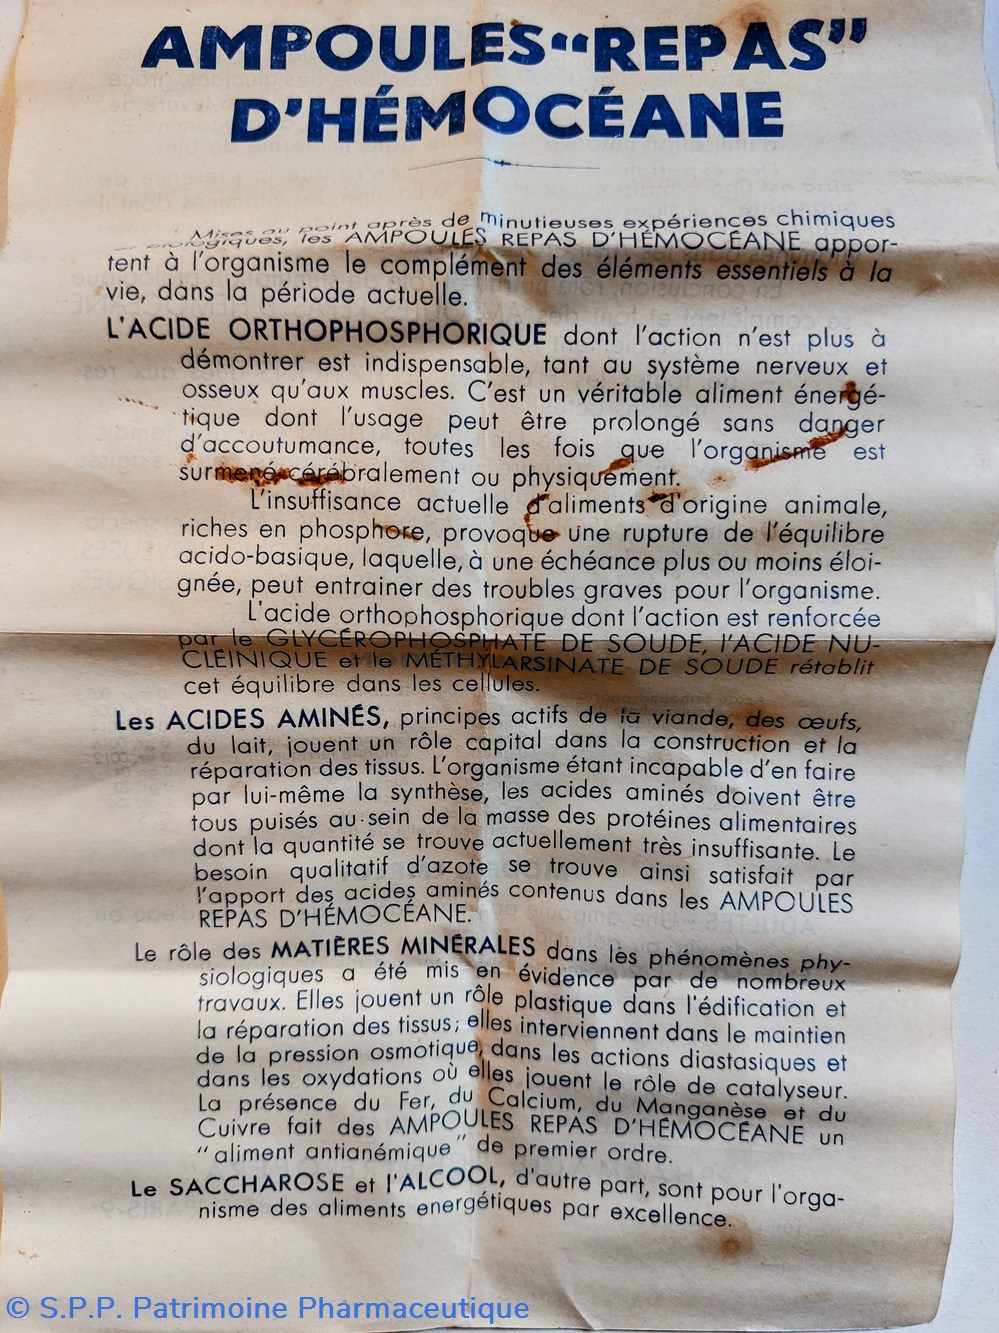 AMPOULES “REPAS”
D'HÉMOCÉANE
Mises au point après de minutieuses expériences chimiques
et biologiques, les AMPOULES REPAS D'HÉMOCÉANE appor-
tent à l'organisme le complément des éléments essentiels à la
vie, dans la période actuelle.
L'ACIDE ORTHOPHOSPHORIQUE dont l'action n'est plus à
démontrer est indispensable, tant au système nerveux et
osseux qu'aux muscles. C'est un véritable aliment énergé-
tique dont l'usage peut être prolongé sans danger
d'accoutumance, toutes les fois que l'organisme est
surmené cérébralement ou physiquement.
L'insuffisance actuelle d'aliments d'origine animale,
riches en phosphore, provoque une rupture de l'équilibre
acido-basique, laquelle, à une échéance plus ou moins éloi-
gnée, peut entrainer des troubles graves pour l'organisme.
L'acide orthophosphorique dont l'action est renforcée
par le GLYCÉROPHOSPHATE DE SOUDE, l'ACIDE NU-
CLÉINIQUE et le MÉTHYLARSINATE DE SOUDE rétablit
cet équilibre dans les cellules.
Les ACIDES AMINÉS, principes actifs de la viande, des œufs,
du lait, jouent un rôle capital dans la construction et la
réparation des tissus. L'organisme étant incapable d'en faire
par lui-même la synthèse, les acides aminés doivent être
tous puisés au sein de la masse des protéines alimentaires
dont la quantité se trouve actuellement très insuffisante. Le
besoin qualitatif d'azote se trouve ainsi satisfait par
l'apport des acides aminés contenus dans les AMPOULES
REPAS D'HÉMOCÉANE.
Le rôle des MATIÈRES MINÉRALES dans les phénomènes phy-
siologiques a été mis en évidence par de nombreux
travaux. Elles jouent un rôle plastique dans l'édification et
la réparation des tissus ; elles interviennent dans le maintien
de la pression osmotique, dans les actions diastasiques et
dans les oxydations où elles jouent le rôle de catalyseur.
La présence du Fer, du Calcium, du Manganèse et du
Cuivre fait des AMPOULES REPAS D'HÉMOCÉANE un
“aliment antianémique” de premier ordre.
Le SACCHAROSE et l'ALCOOL, d'autre part, sont pour l'orga-
nisme des aliments energétiques par excellence.
© S.P.P. Patrimoine Pharmaceutique